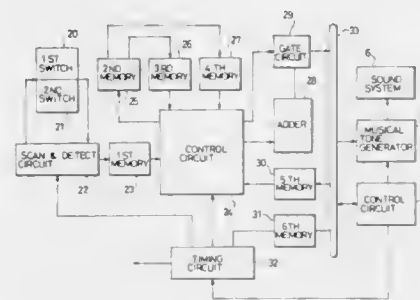 20
1ST SWITCH
2ND SWITCH
21
SCAN & DETECT CIRCUIT
22
1ST MEMORY
23
2ND MEMORY
25
3RD MEMORY
26
4TH MEMORY
27
CONTROL CIRCUIT
24
GATE CIRCUIT
29
28
ADDER
30
5TH MEMORY
31
6TH MEMORY
TIMING CIRCUIT
32
33
6
SOUND SYSTEM
MUSICAL TONE GENERATOR
CONTROL CIRCUIT